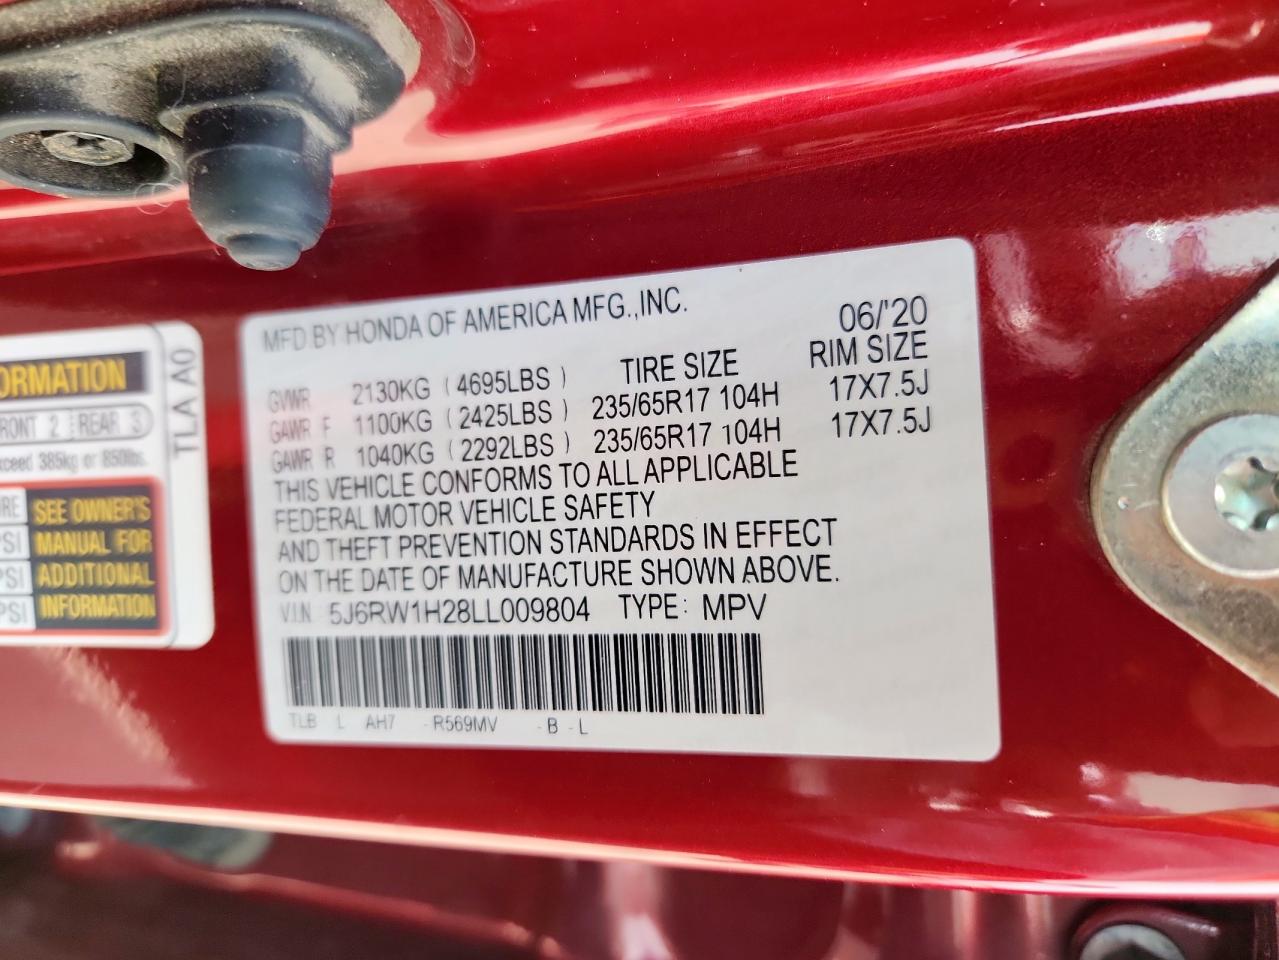 MFD BY HONDA OF AMERICA MFG.,INC. 06/'20
TIRE SIZE RIM SIZE
GVWR 2130KG (4695LBS)
GAWR F 1100KG (2425LBS) 235/65R17 104H 17X7.5J
GAWR R 1040KG (2292LBS) 235/65R17 104H 17X7.5J
THIS VEHICLE CONFORMS TO ALL APPLICABLE
FEDERAL MOTOR VEHICLE SAFETY
AND THEFT PREVENTION STANDARDS IN EFFECT
ON THE DATE OF MANUFACTURE SHOWN ABOVE.
V.I.N. 5J6RW1H28LL009804 TYPE: MPV
TLB L AH7 -R569MV -B -L
ORMATION
RONT 2 REAR 3
xceed 385kg or 850lbs.
RE SEE OWNER'S
PSI MANUAL FOR
PSI ADDITIONAL
PSI INFORMATION
TLA A0